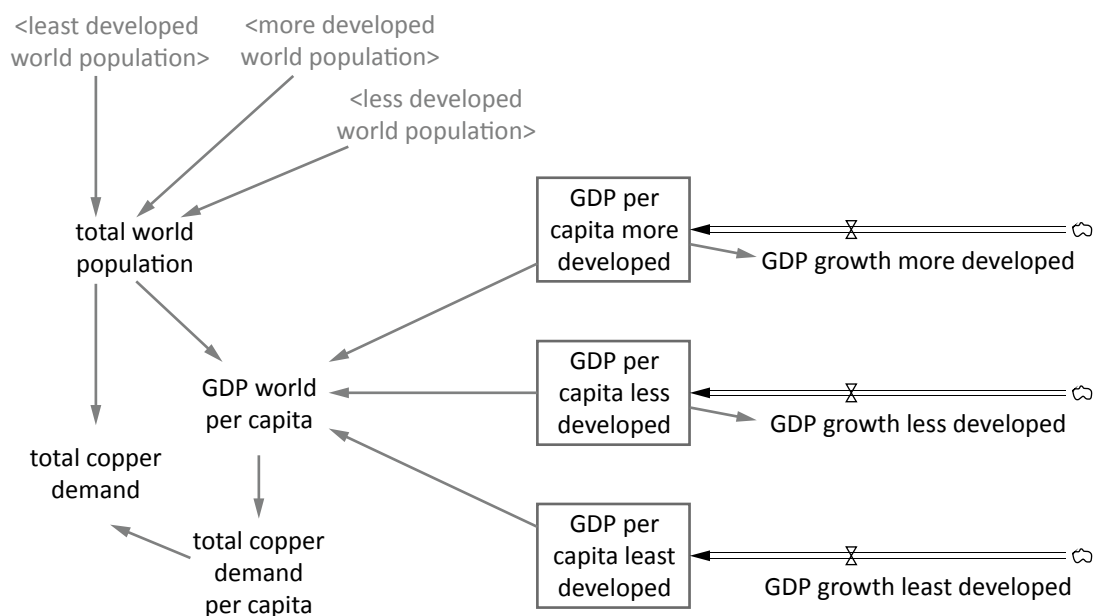 <least developed
world population>
<more developed
world population>
<less developed
world population>
total world
population
GDP per
capita more
developed
GDP growth more developed
GDP world
per capita
GDP per
capita less
developed
GDP growth less developed
total copper
demand
total copper
demand
per capita
GDP per
capita least
developed
GDP growth least developed